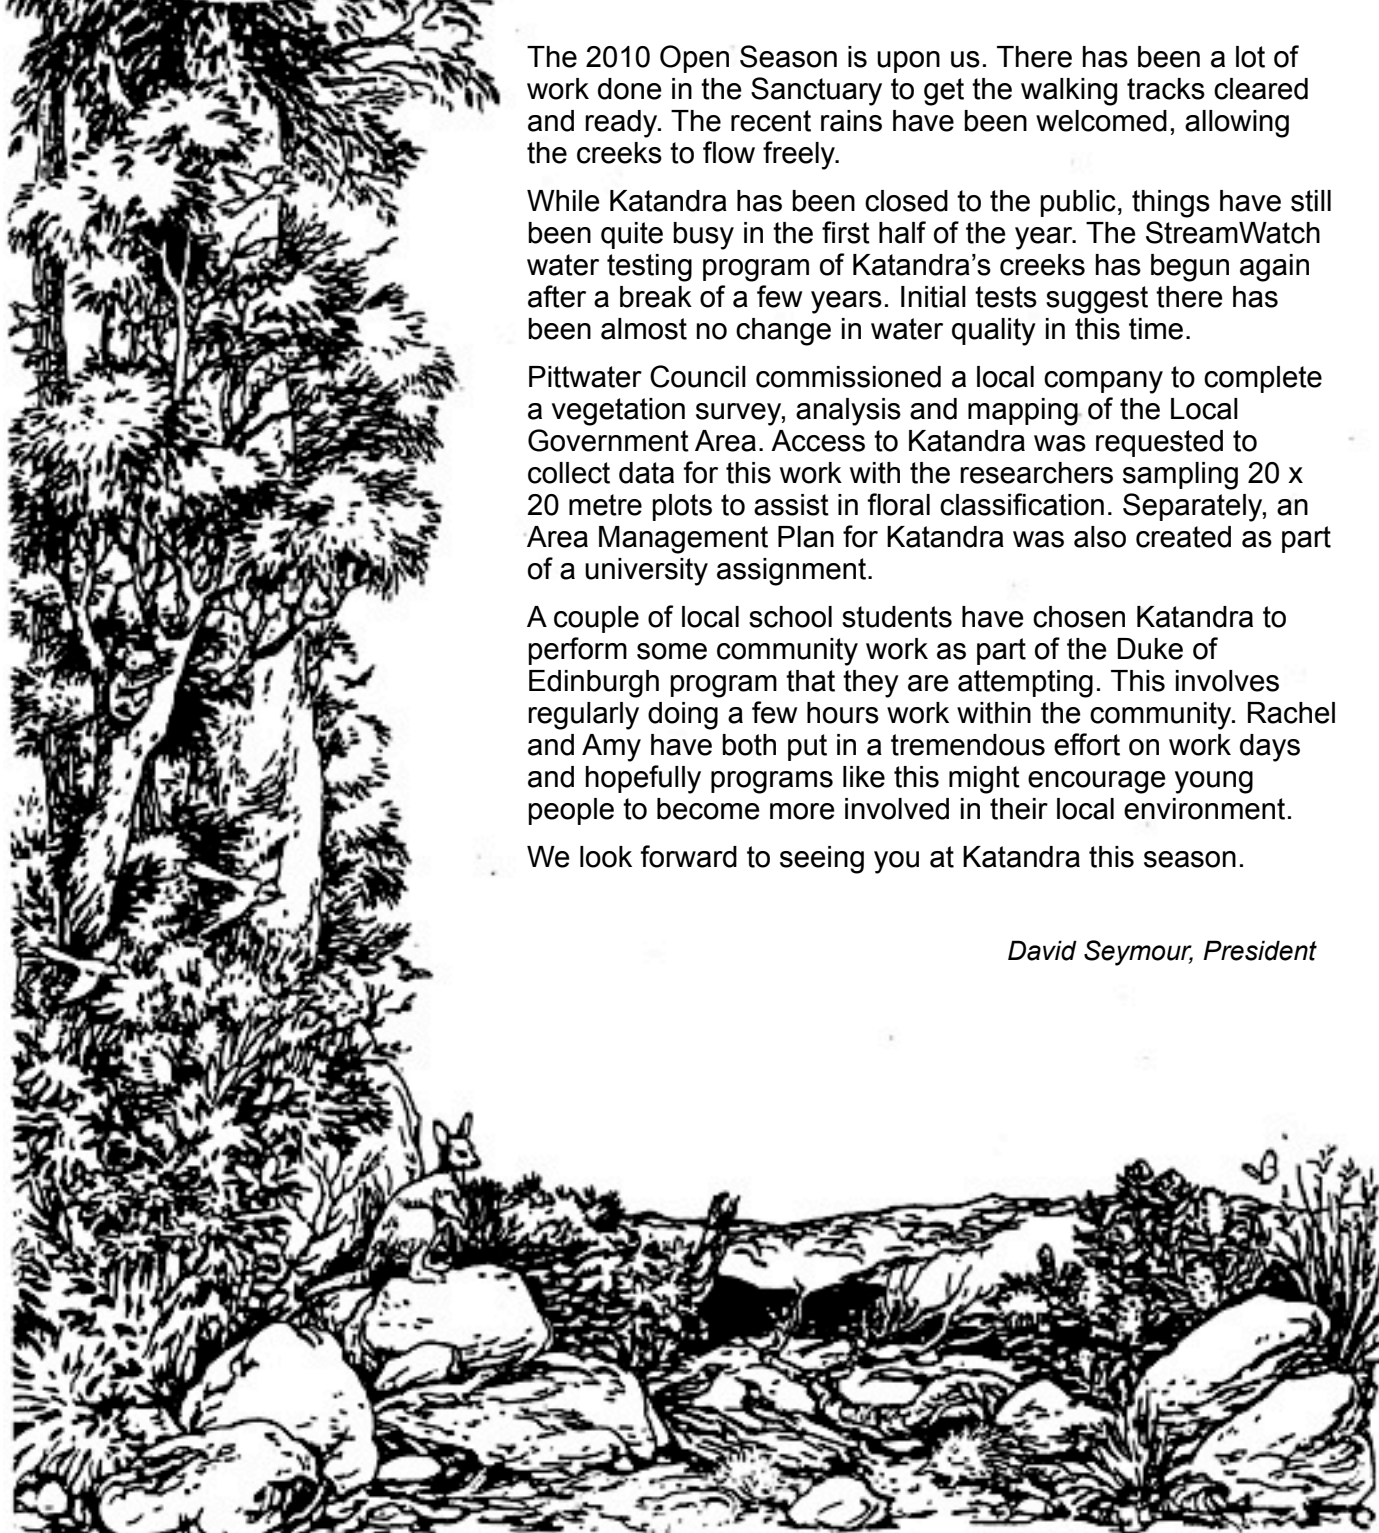 The 2010 Open Season is upon us. There has been a lot of
work done in the Sanctuary to get the walking tracks cleared
and ready. The recent rains have been welcomed, allowing
the creeks to flow freely.
While Katandra has been closed to the public, things have still
been quite busy in the first half of the year. The StreamWatch
water testing program of Katandra’s creeks has begun again
after a break of a few years. Initial tests suggest there has
been almost no change in water quality in this time.
Pittwater Council commissioned a local company to complete
a vegetation survey, analysis and mapping of the Local
Government Area. Access to Katandra was requested to
collect data for this work with the researchers sampling 20 x
20 metre plots to assist in floral classification. Separately, an
Area Management Plan for Katandra was also created as part
of a university assignment.
A couple of local school students have chosen Katandra to
perform some community work as part of the Duke of
Edinburgh program that they are attempting. This involves
regularly doing a few hours work within the community. Rachel
and Amy have both put in a tremendous effort on work days
and hopefully programs like this might encourage young
people to become more involved in their local environment.
We look forward to seeing you at Katandra this season.
David Seymour, President